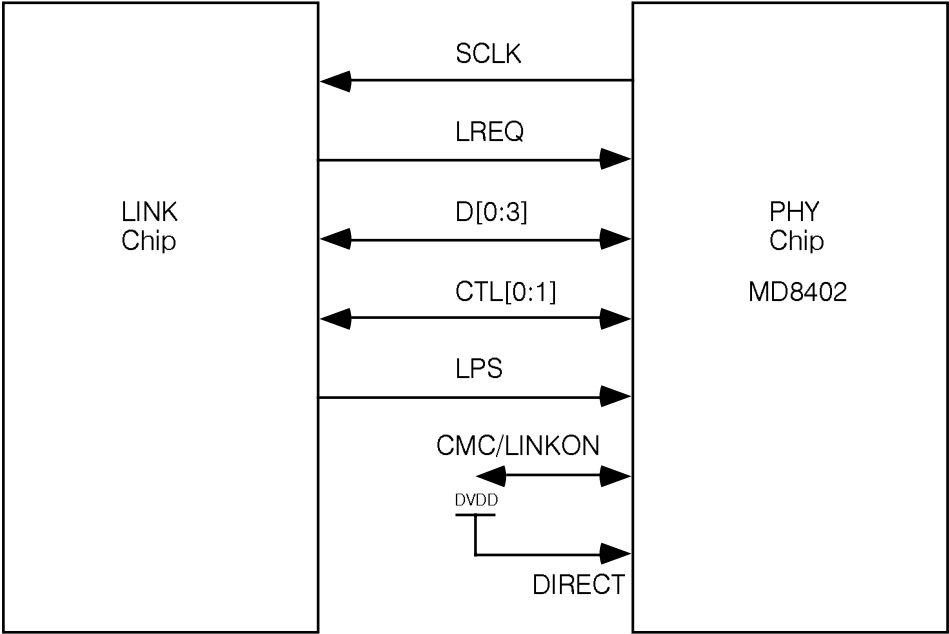 SCLK
LREQ
LINK
Chip
D[0:3]
PHY
Chip
CTL[0:1]
MD8402
LPS
CMC/LINKON
DVDD
DIRECT